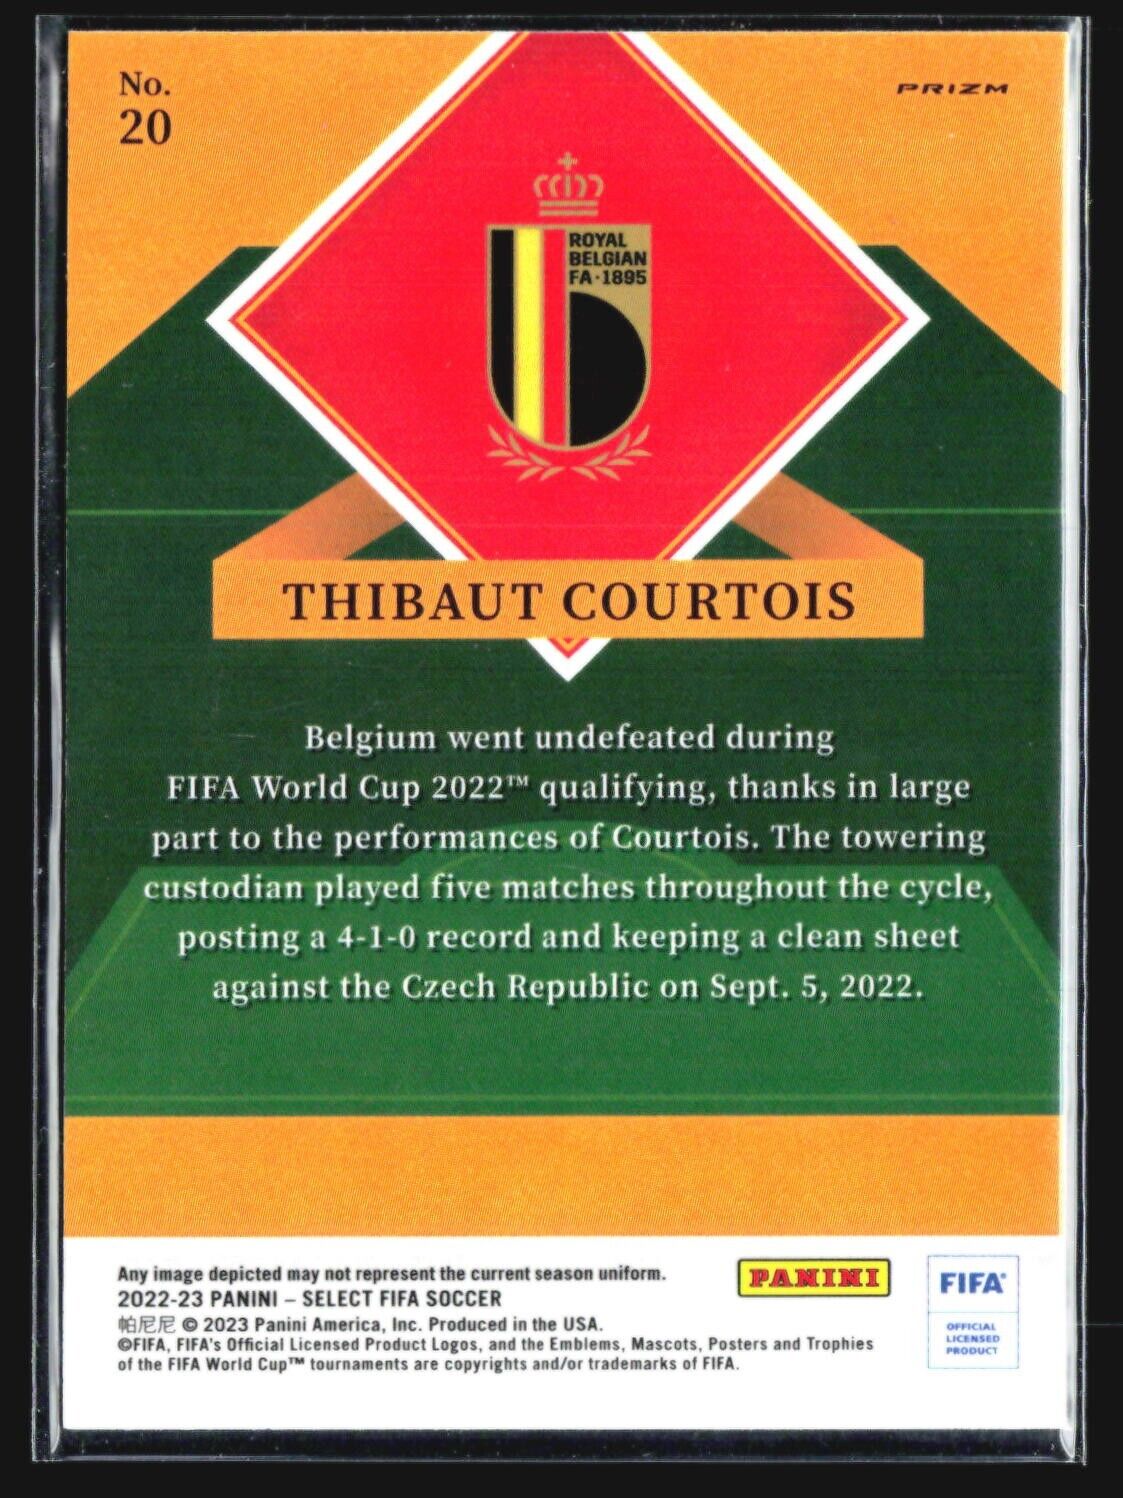 No.
20
PRIZM
ROYAL
BELGIAN
FA·1895
THIBAUT COURTOIS
Belgium went undefeated during
FIFA World Cup 2022™ qualifying, thanks in large
part to the performances of Courtois. The towering
custodian played five matches throughout the cycle,
posting a 4-1-0 record and keeping a clean sheet
against the Czech Republic on Sept. 5, 2022.
Any image depicted may not represent the current season uniform.
2022-23 PANINI – SELECT FIFA SOCCER
帕尼尼 © 2023 Panini America, Inc. Produced in the USA.
©FIFA, FIFA's Official Licensed Product Logos, and the Emblems, Mascots, Posters and Trophies
of the FIFA World Cup™ tournaments are copyrights and/or trademarks of FIFA.
PANINI
FIFA®
OFFICIAL
LICENSED
PRODUCT